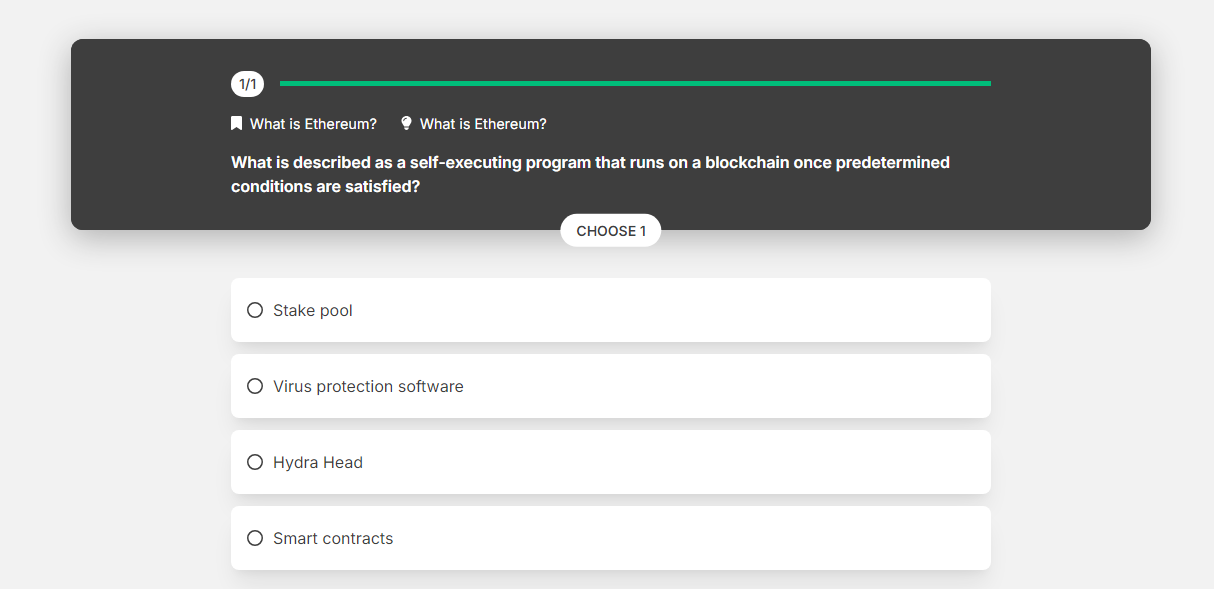 1/1
What is Ethereum? What is Ethereum?
What is described as a self-executing program that runs on a blockchain once predetermined
conditions are satisfied?
CHOOSE 1
Stake pool
Virus protection software
Hydra Head
Smart contracts